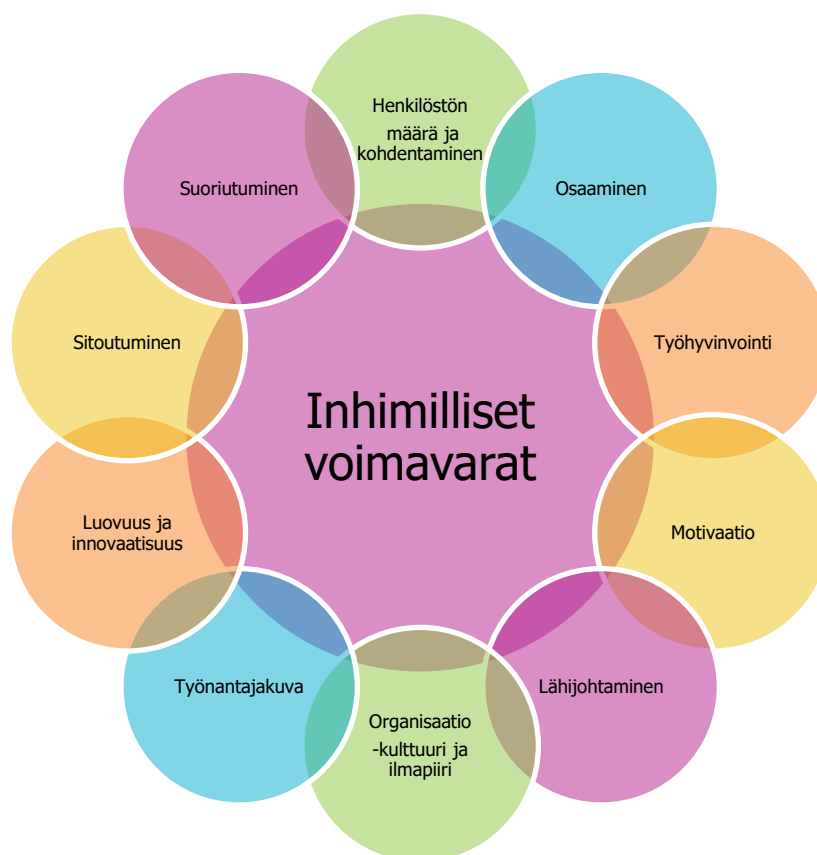 Henkilöstön
määrä ja
kohdentaminen
Osaaminen
Työhyvinvointi
Motivaatio
Lähijohtaminen
Organisaatio
-kulttuuri ja
ilmapiiri
Työnantajakuva
Luovuus ja
innovaatisuus
Sitoutuminen
Suoriutuminen
Inhimilliset
voimavarat